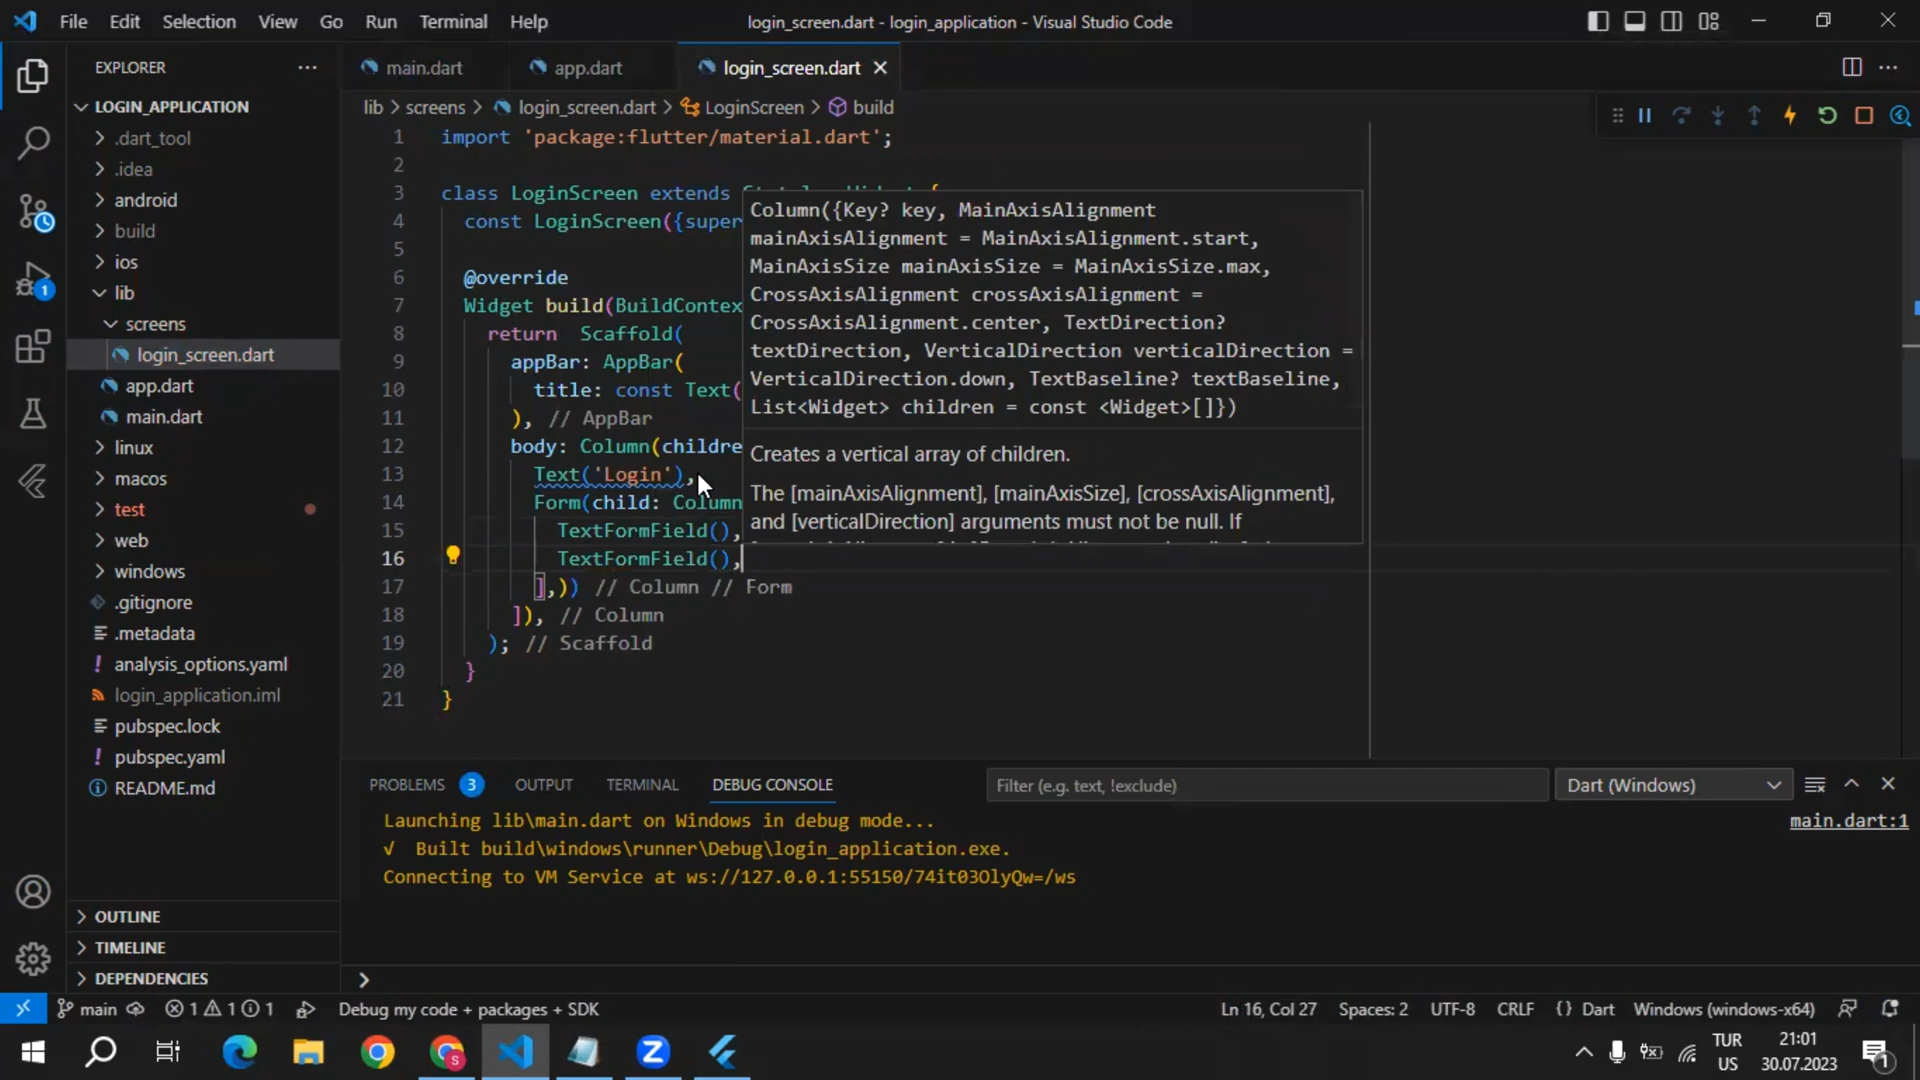 File Edit Selection View Go Run Terminal Help
login_screen.dart - login_application - Visual Studio Code
EXPLORER
LOGIN_APPLICATION
.dart_tool
.idea
android
build
ios
lib
screens
login_screen.dart
app.dart
main.dart
linux
macos
test
web
windows
.gitignore
.metadata
analysis_options.yaml
login_application.iml
pubspec.lock
pubspec.yaml
README.md
OUTLINE
TIMELINE
DEPENDENCIES
main.dart app.dart login_screen.dart
lib > screens > login_screen.dart > LoginScreen > build
1 import 'package:flutter/material.dart';
2
3 class LoginScreen extends
4 const LoginScreen({super
5
6 @override
7 Widget build(BuildContex
8 return Scaffold(
9 appBar: AppBar(
10 title: const Text(
11 ), // AppBar
12 body: Column(childre
13 Text('Login'),
14 Form(child: Column
15 TextFormField(),
16 TextFormField(),
17 ],)) // Column // Form
18 ]), // Column
19 ); // Scaffold
20 }
21 }
Column({Key? key, MainAxisAlignment
mainAxisAlignment = MainAxisAlignment.start,
MainAxisSize mainAxisSize = MainAxisSize.max,
CrossAxisAlignment crossAxisAlignment =
CrossAxisAlignment.center, TextDirection?
textDirection, VerticalDirection verticalDirection =
VerticalDirection.down, TextBaseline? textBaseline,
List<Widget> children = const <Widget>[]})
Creates a vertical array of children.
The [mainAxisAlignment], [mainAxisSize], [crossAxisAlignment],
and [verticalDirection] arguments must not be null. If
PROBLEMS 3 OUTPUT TERMINAL DEBUG CONSOLE
Filter (e.g. text, !exclude)
Dart (Windows)
Launching lib\main.dart on Windows in debug mode...
main.dart:1
√ Built build\windows\runner\Debug\login_application.exe.
Connecting to VM Service at ws://127.0.0.1:55150/74it03OlyQw=/ws
main 1 1 1 Debug my code + packages + SDK
Ln 16, Col 27 Spaces: 2 UTF-8 CRLF {} Dart Windows (windows-x64)
TUR
US
21:01
30.07.2023
1